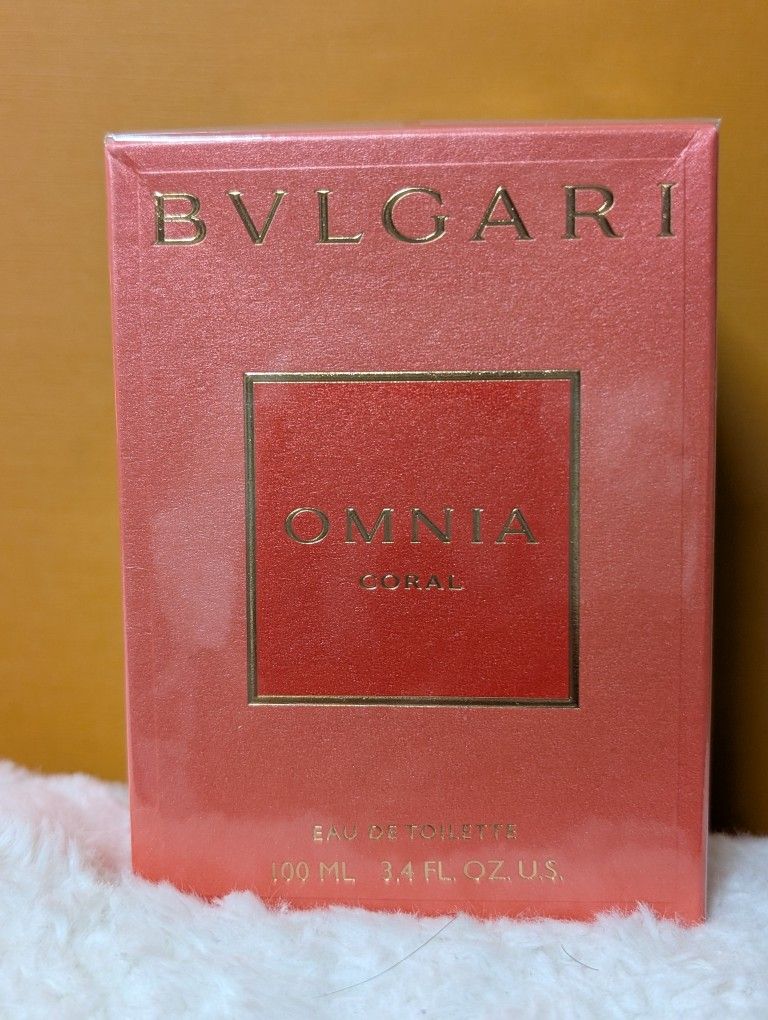 BVLGARI
OMNIA
CORAL
EAU DE TOILETTE
100 ML 3.4 FL. OZ. U.S.